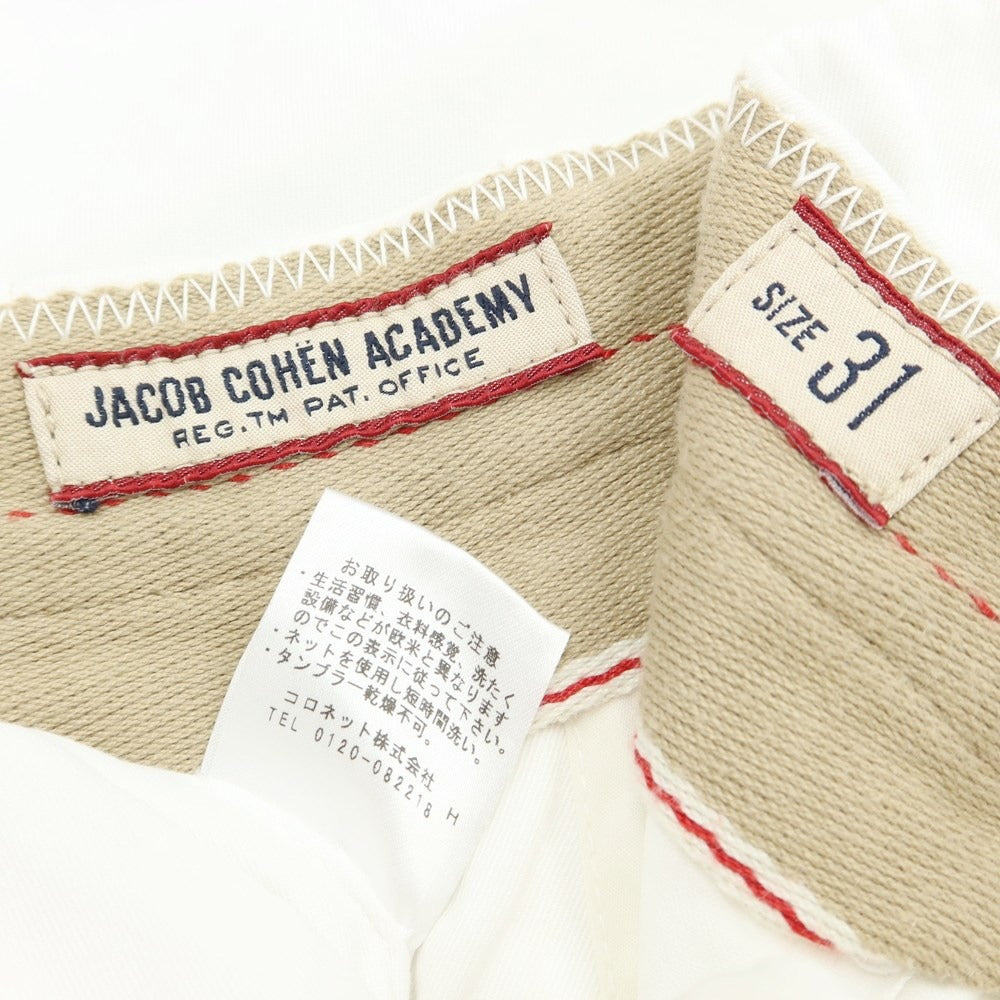 JACOB COHËN ACADEMY
REG.TM PAT. OFFICE
SIZE 31
お取り扱いのご注意
・生活習慣、衣料感覚、洗たく
設備などが欧米と異なります
のでこの表示に従って下さい。
・ネットを使用し短時間洗い。
・タンブラー乾燥不可。
コロネット株式会社
TEL 0120-082218 H